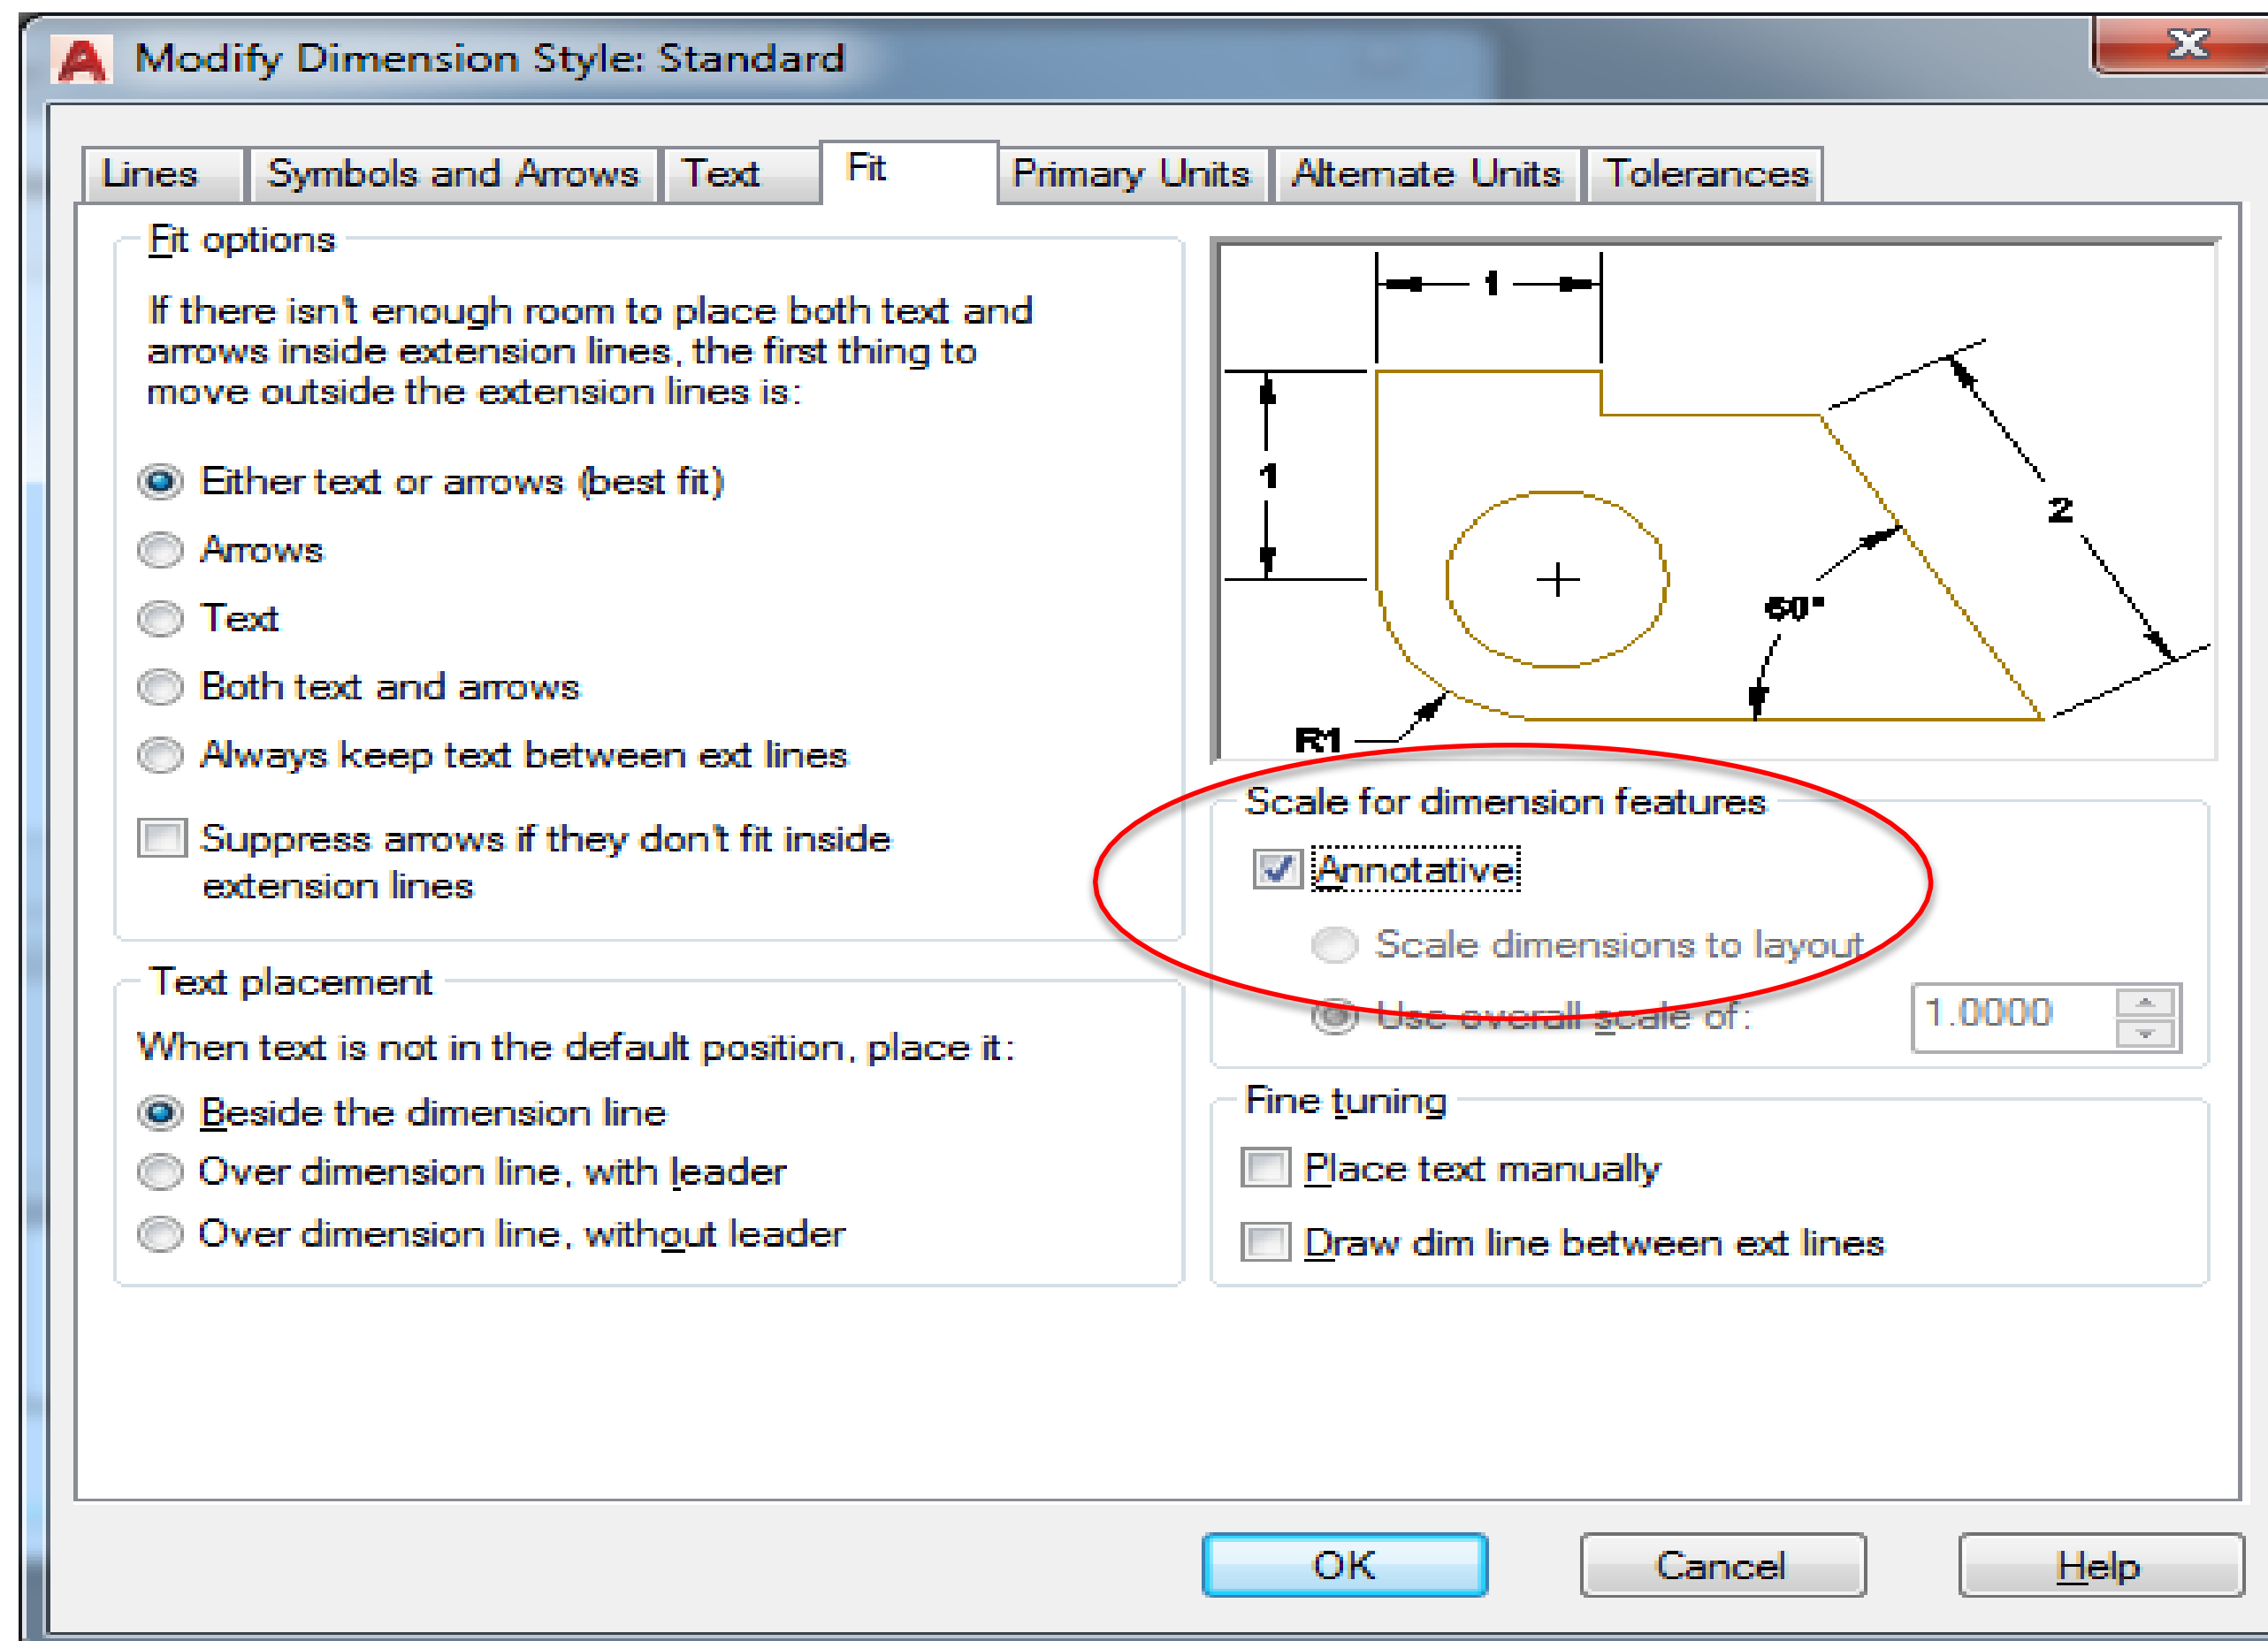 Modify Dimension Style: Standard
Lines
Symbols and Arrows
Text
Fit
Primary Units
Alternate Units
Tolerances
Fit options
If there isn't enough room to place both text and
arrows inside extension lines, the first thing to
move outside the extension lines is:
Either text or arrows (best fit)
Arrows
Text
Both text and arrows
Always keep text between ext lines
Suppress arrows if they don't fit inside
extension lines
Text placement
When text is not in the default position, place it:
Beside the dimension line
Over dimension line, with leader
Over dimension line, without leader
1
1
2
60°
R1
Scale for dimension features
Annotative
Scale dimensions to layout
Use overall scale of:
1.0000
Fine tuning
Place text manually
Draw dim line between ext lines
OK
Cancel
Help